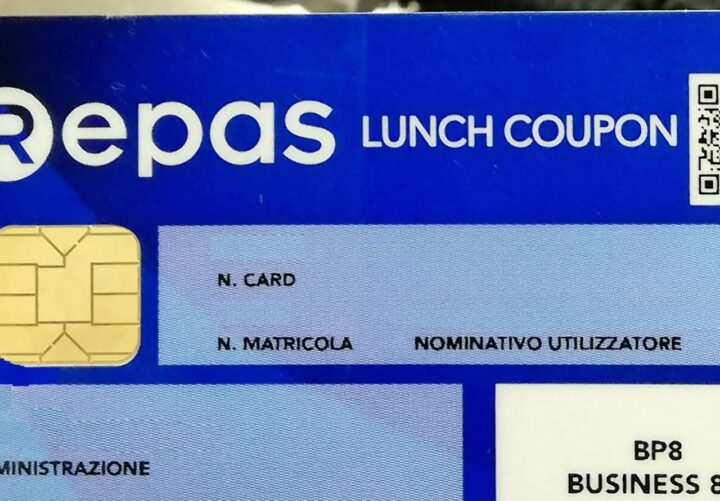 Repas LUNCH COUPON
N. CARD
N. MATRICOLA NOMINATIVO UTILIZZATORE
MINISTRAZIONE
BP8
BUSINESS 8